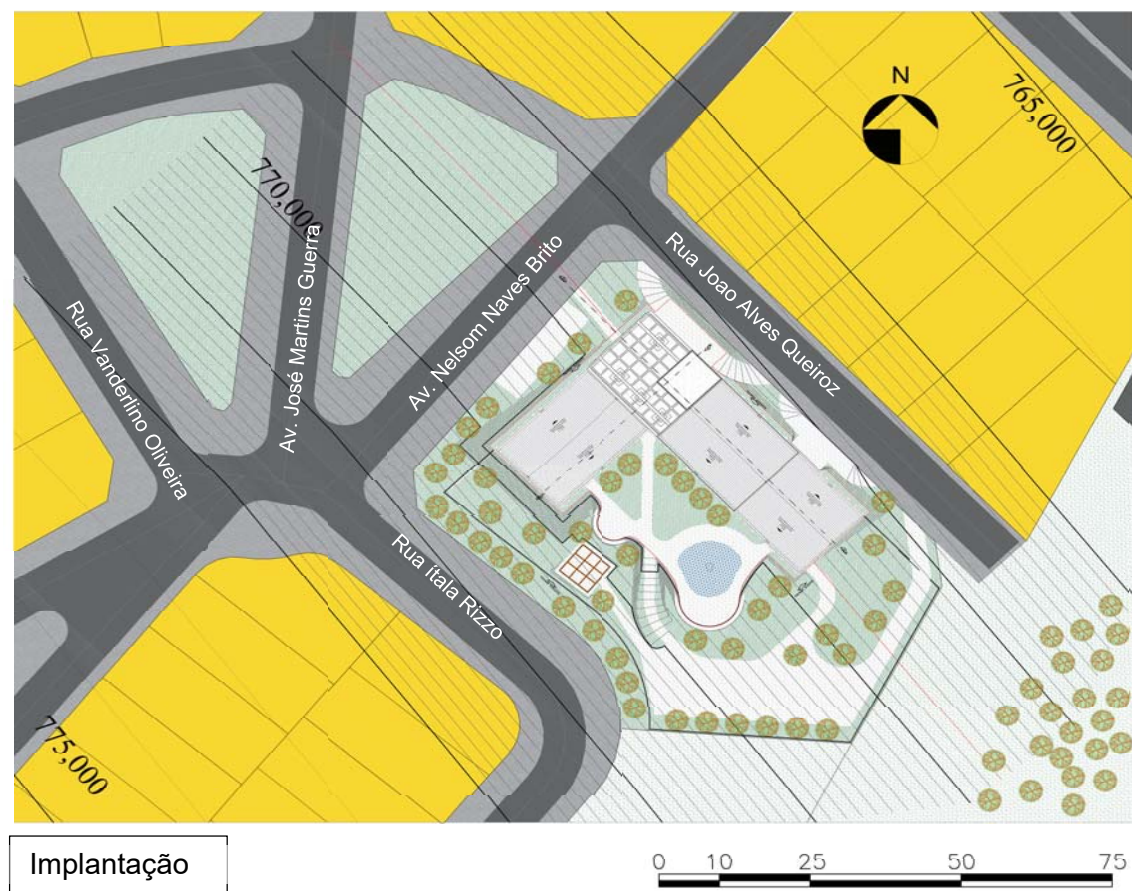 N
765,000
770,000
Rua Joao Alves Queiroz
Av. Nelsom Naves Brito
Av. José Martins Guerra
Rua Vanderlino Oliveira
Rua Ítala Rizzo
775,000
Implantação
0 10 25 50 75